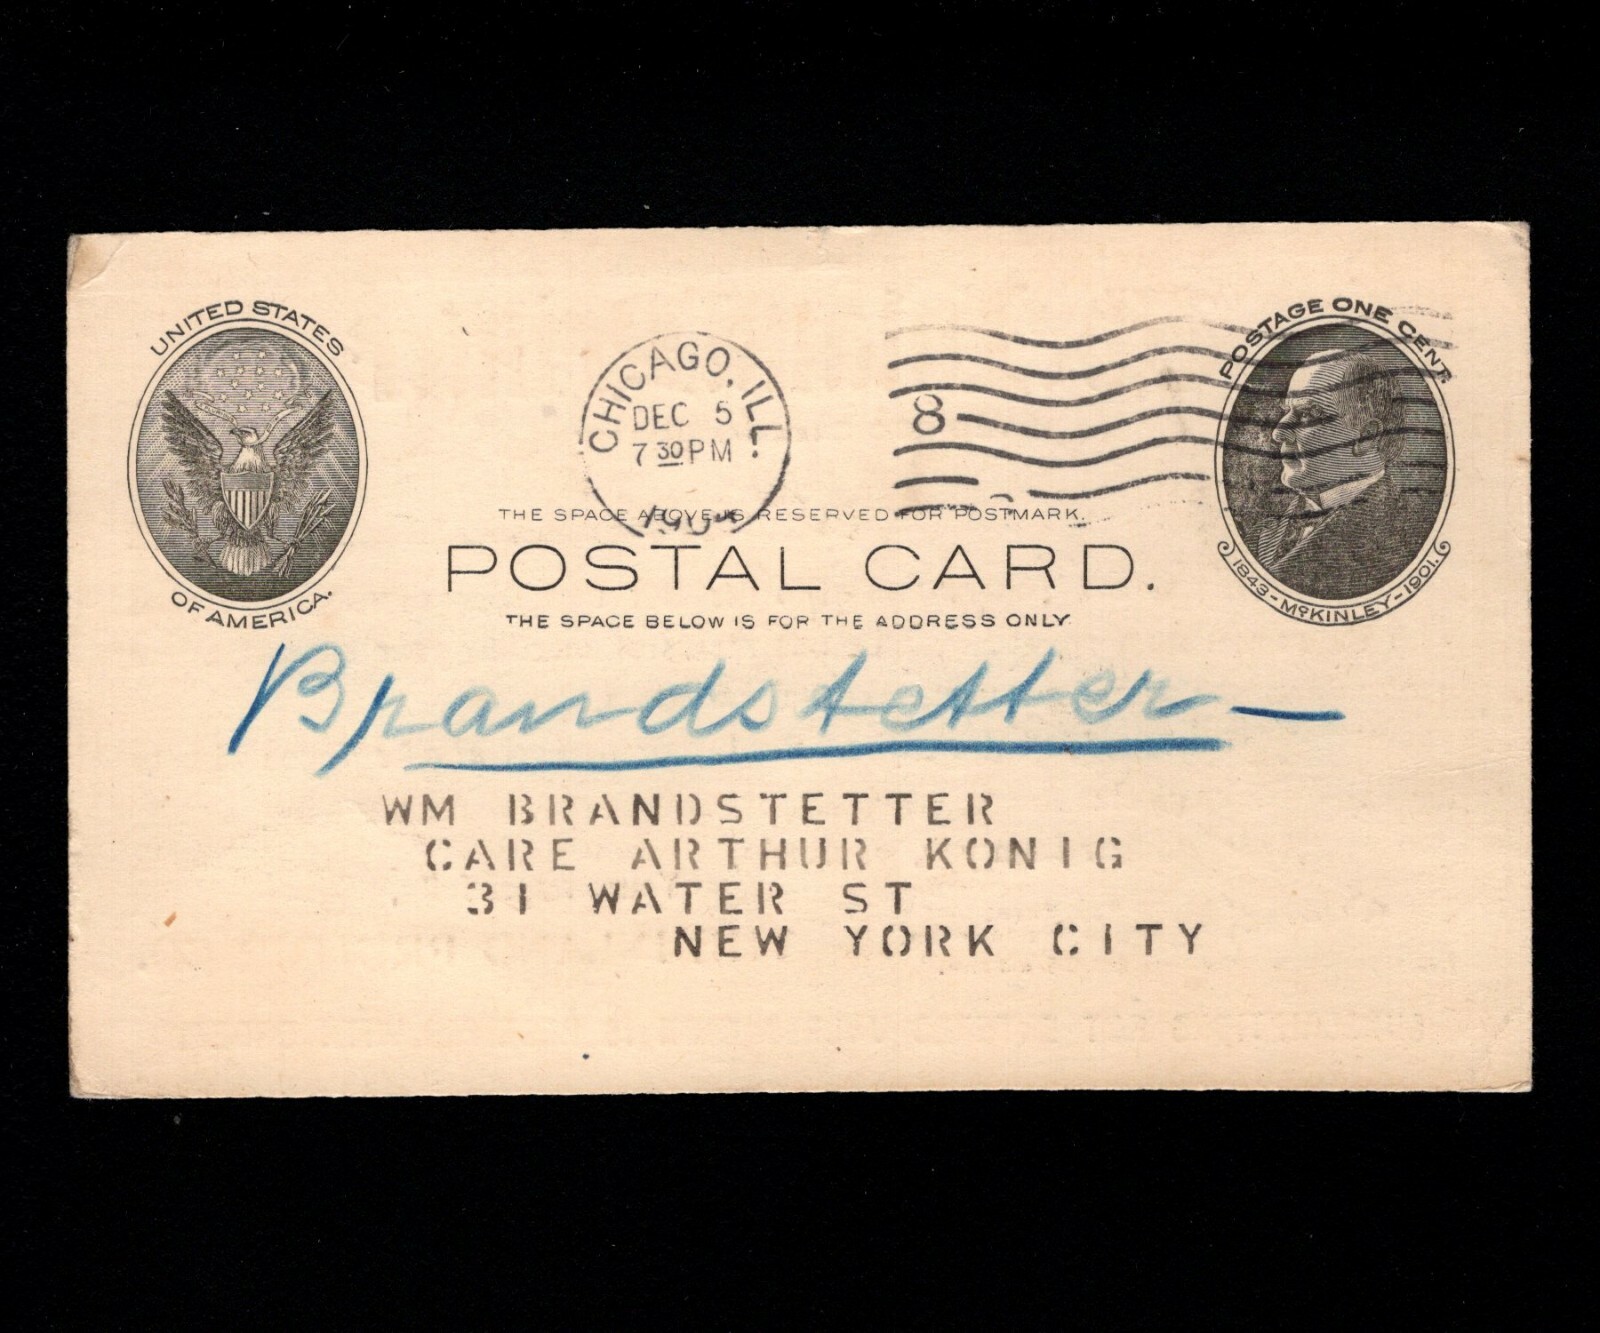 UNITED STATES
OF AMERICA.
CHICAGO, ILL.
DEC 5
7 30 PM
8
POSTAGE ONE CENT.
1843-McKINLEY-1901.
THE SPACE ABOVE IS RESERVED FOR POSTMARK.
POSTAL CARD.
THE SPACE BELOW IS FOR THE ADDRESS ONLY.
Brandstetter —
WM BRANDSTETTER
CARE ARTHUR KONIG
31 WATER ST
NEW YORK CITY